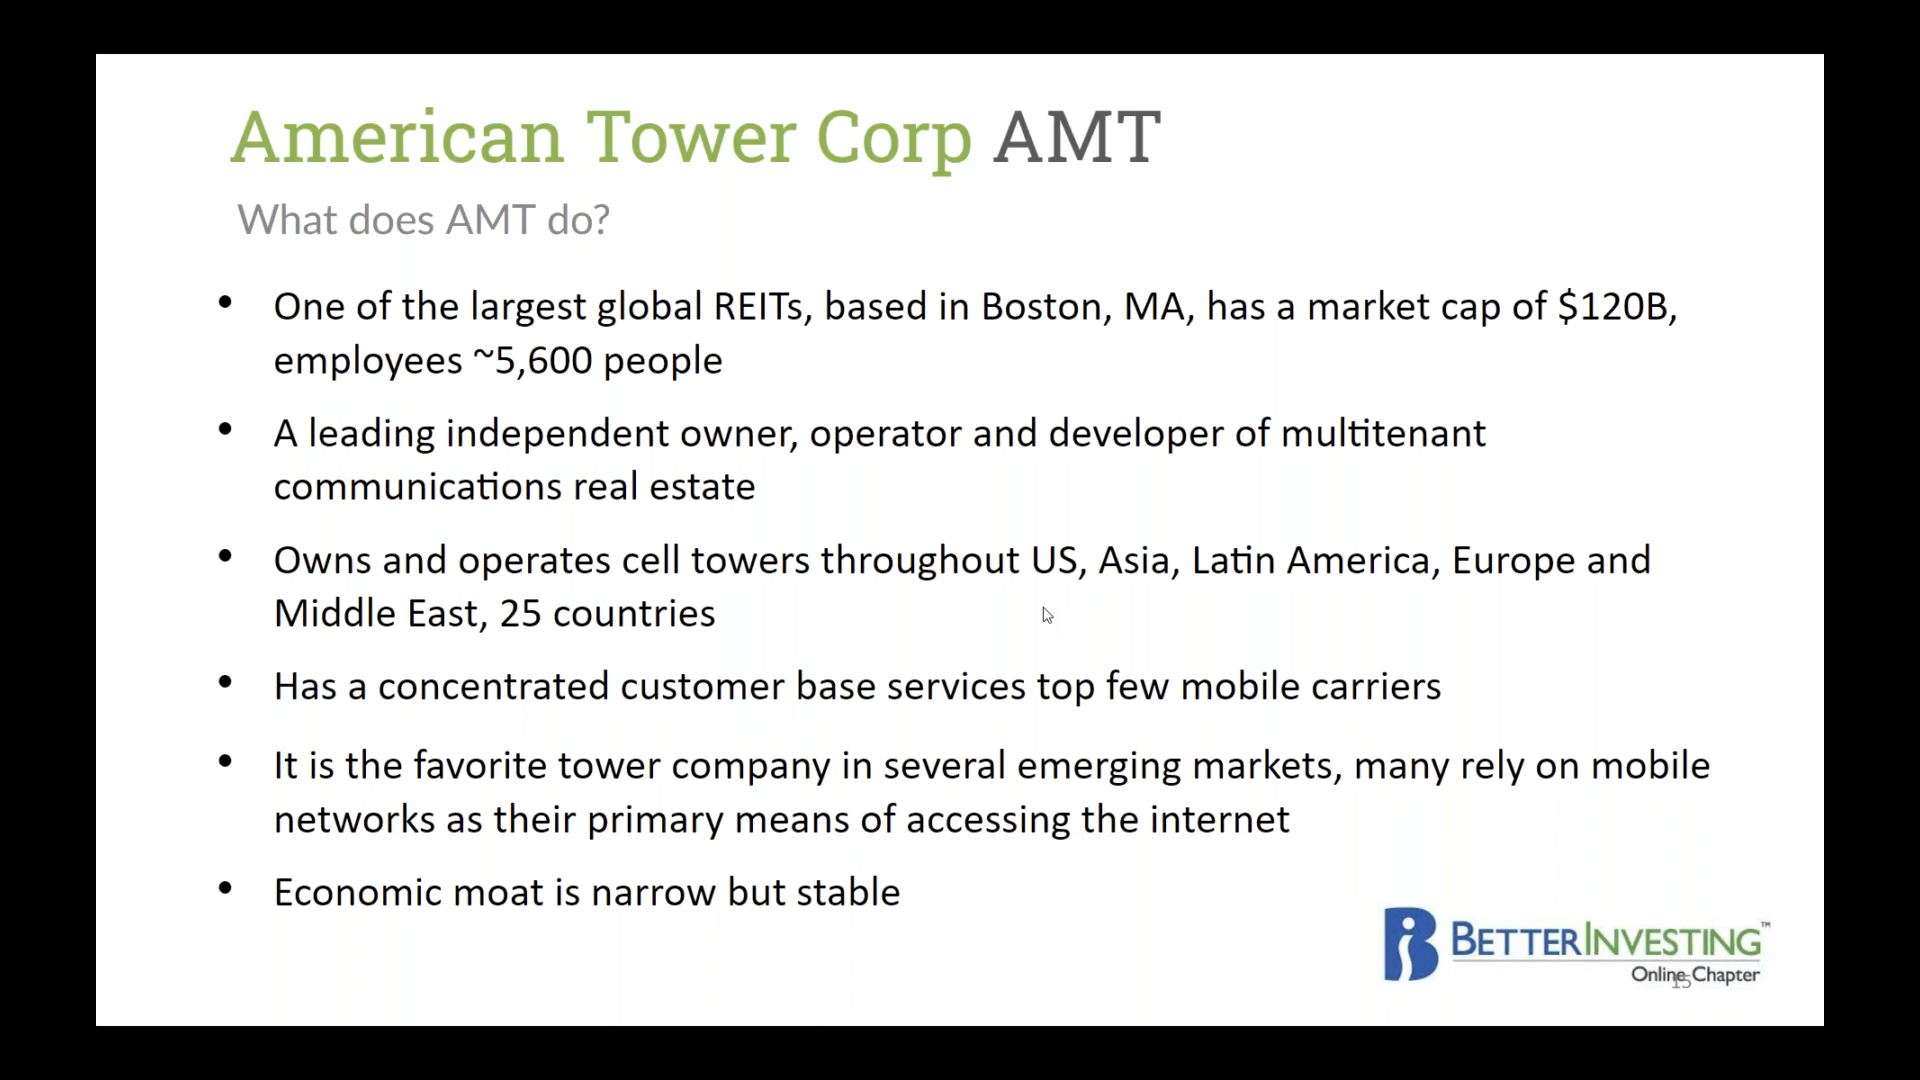 American Tower Corp AMT
What does AMT do?
• One of the largest global REITs, based in Boston, MA, has a market cap of $120B,
employees ~5,600 people
• A leading independent owner, operator and developer of multitenant
communications real estate
• Owns and operates cell towers throughout US, Asia, Latin America, Europe and
Middle East, 25 countries
• Has a concentrated customer base services top few mobile carriers
• It is the favorite tower company in several emerging markets, many rely on mobile
networks as their primary means of accessing the internet
• Economic moat is narrow but stable
BETTERINVESTING™
Online Chapter
15